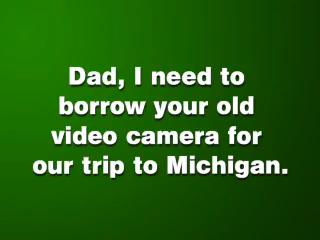 Dad, I need to
borrow your old
video camera for
our trip to Michigan.